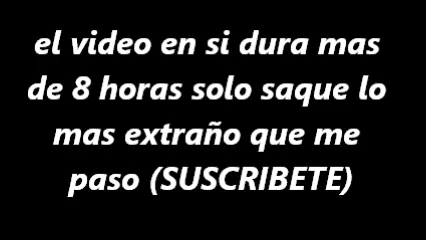 el video en si dura mas
de 8 horas solo saque lo
mas extraño que me
paso (SUSCRIBETE)